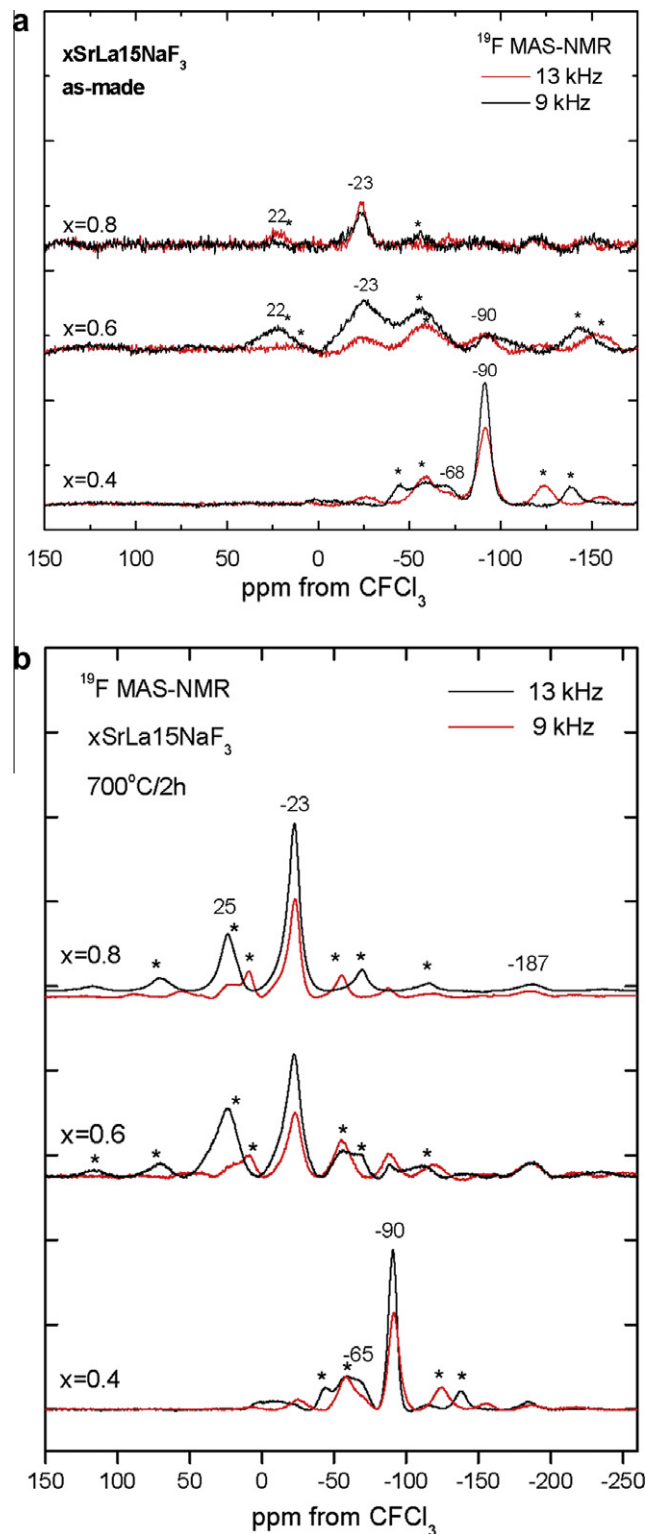 a
xSrLa15NaF₃
as-made
¹⁹F MAS-NMR
13 kHz
9 kHz
-23
22 *
*
x=0.8
-23
22 * *
*
*
-90
* *
x=0.6
-90
* * -68
* *
x=0.4
150 100 50 0 -50 -100 -150
ppm from CFCl₃
b
¹⁹F MAS-NMR
xSrLa15NaF₃
700°C/2h
13 kHz
9 kHz
-23
25
* * * * * *
-187
x=0.8
x=0.6
* * * * * * *
-90
-65
* * * *
x=0.4
150 100 50 0 -50 -100 -150 -200 -250
ppm from CFCl₃